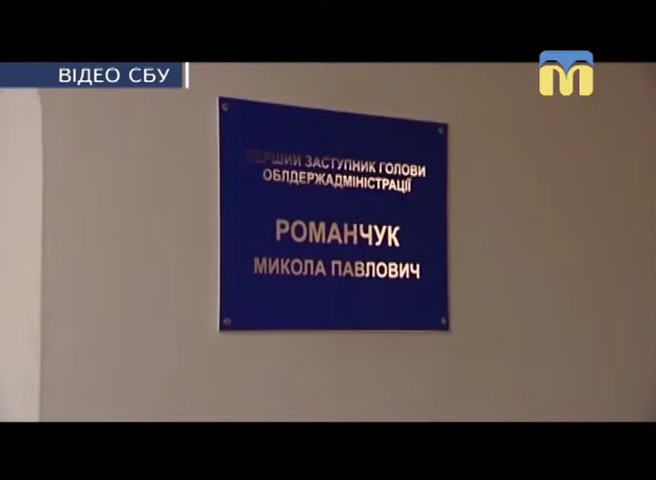 ВІДЕО СБУ
М
ПЕРШИЙ ЗАСТУПНИК ГОЛОВИ
ОБЛДЕРЖАДМІНІСТРАЦІЇ
РОМАНЧУК
МИКОЛА ПАВЛОВИЧ